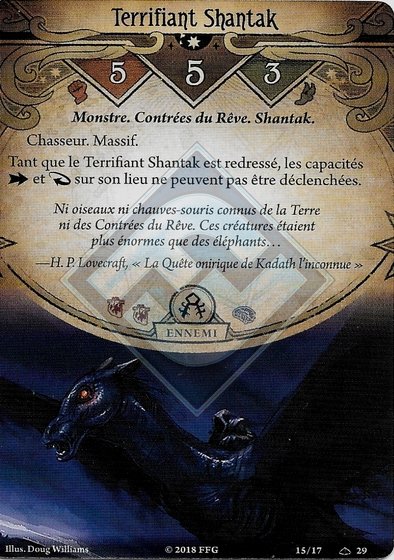 Terrifiant Shantak
5 5 3
Monstre. Contrées du Rêve. Shantak.
Chasseur. Massif.
Tant que le Terrifiant Shantak est redressé, les capacités
et sur son lieu ne peuvent pas être déclenchées.
Ni oiseaux ni chauves-souris connus de la Terre
ni des Contrées du Rêve. Ces créatures étaient
plus énormes que des éléphants…
—H. P. Lovecraft, « La Quête onirique de Kadath l'inconnue »
ENNEMI
Illus. Doug Williams © 2018 FFG 15/17 29